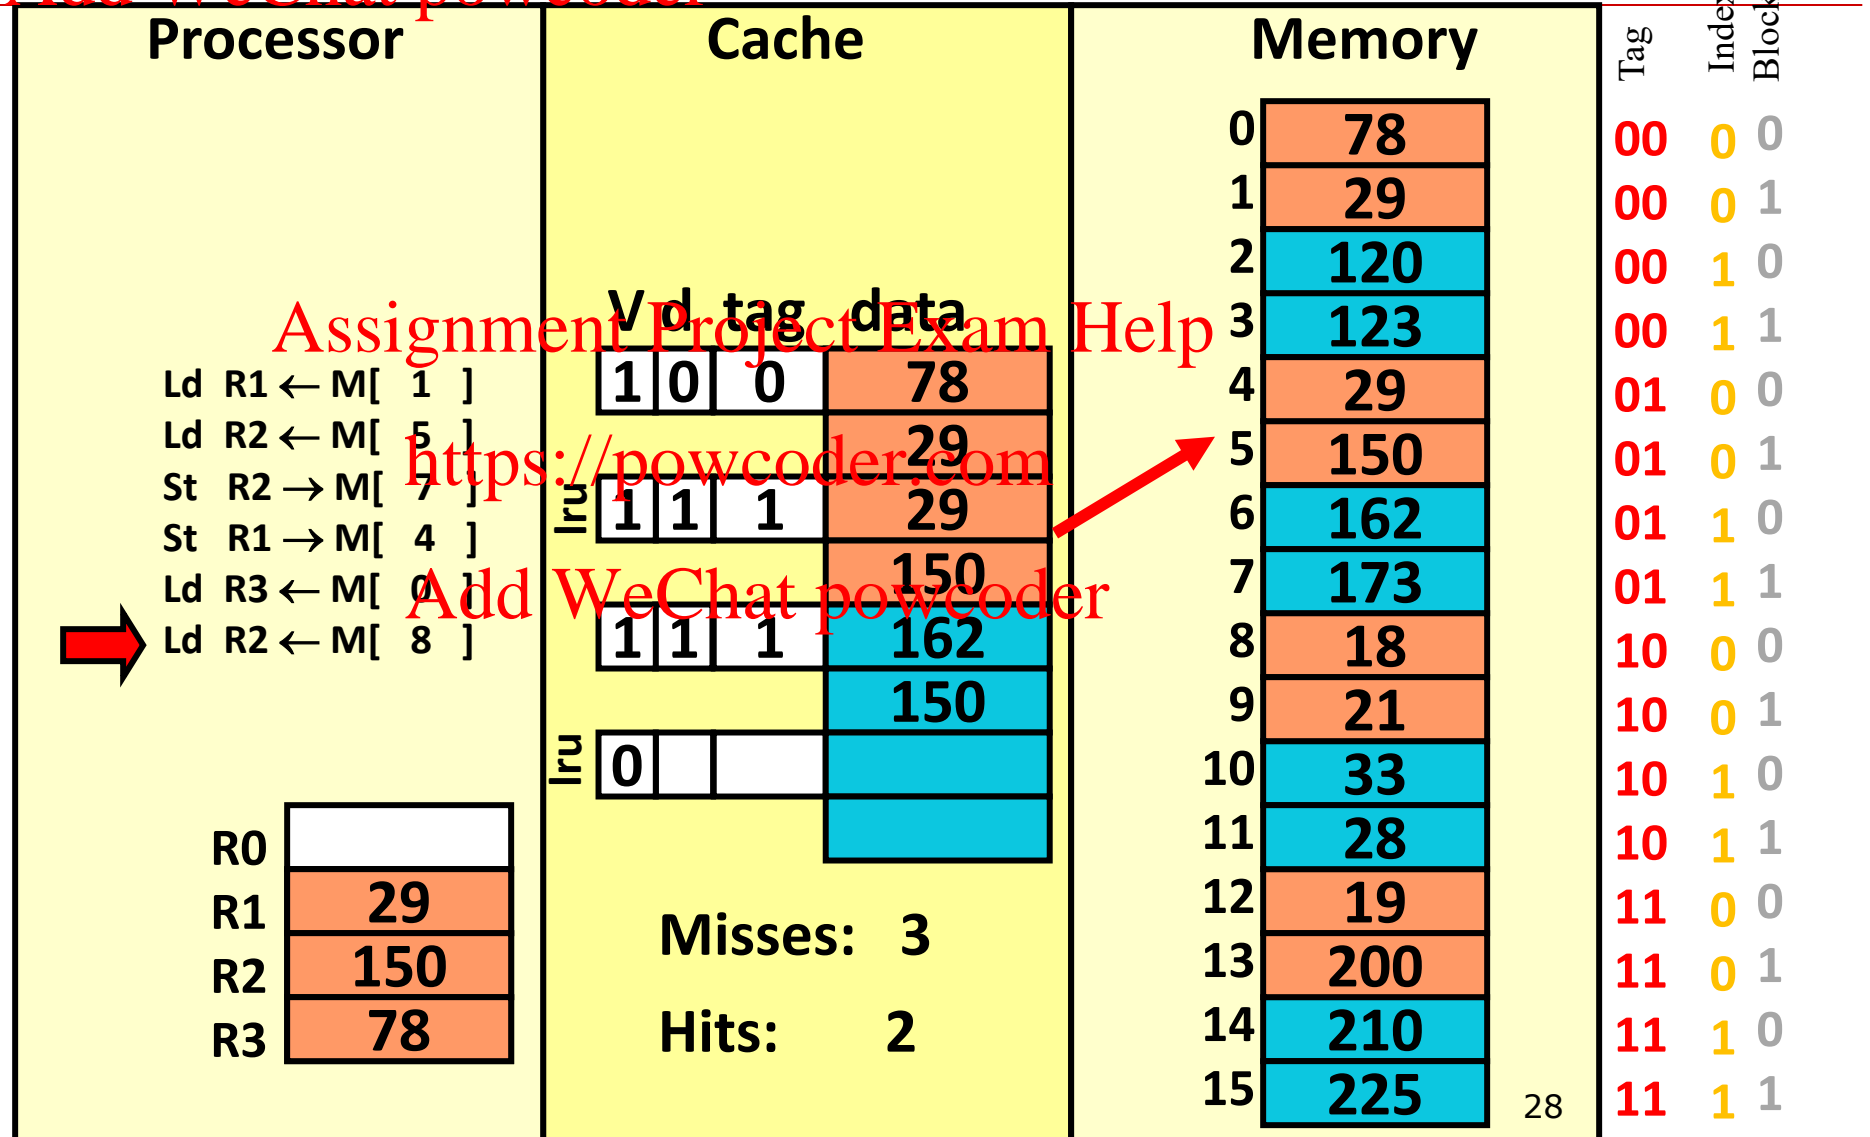 Add WeChat powcoder
Processor
Cache
Memory
Tag
Index
Block
0 78 00 0 0
1 29 00 0 1
2 120 00 1 0
3 123 00 1 1
4 29 01 0 0
5 150 01 0 1
6 162 01 1 0
7 173 01 1 1
8 18 10 0 0
9 21 10 0 1
10 33 10 1 0
11 28 10 1 1
12 19 11 0 0
13 200 11 0 1
14 210 11 1 0
15 225 11 1 1
Assignment Project Exam Help
https://powcoder.com
Add WeChat powcoder
Ld R1 ← M[ 1 ]
Ld R2 ← M[ 5 ]
St R2 → M[ 7 ]
St R1 → M[ 4 ]
Ld R3 ← M[ 0 ]
Ld R2 ← M[ 8 ]
V d tag data
1 0 0 78
29
lru 1 1 1 29
150
1 1 1 162
150
lru 0
R0
R1 29
R2 150
R3 78
Misses: 3
Hits: 2
28